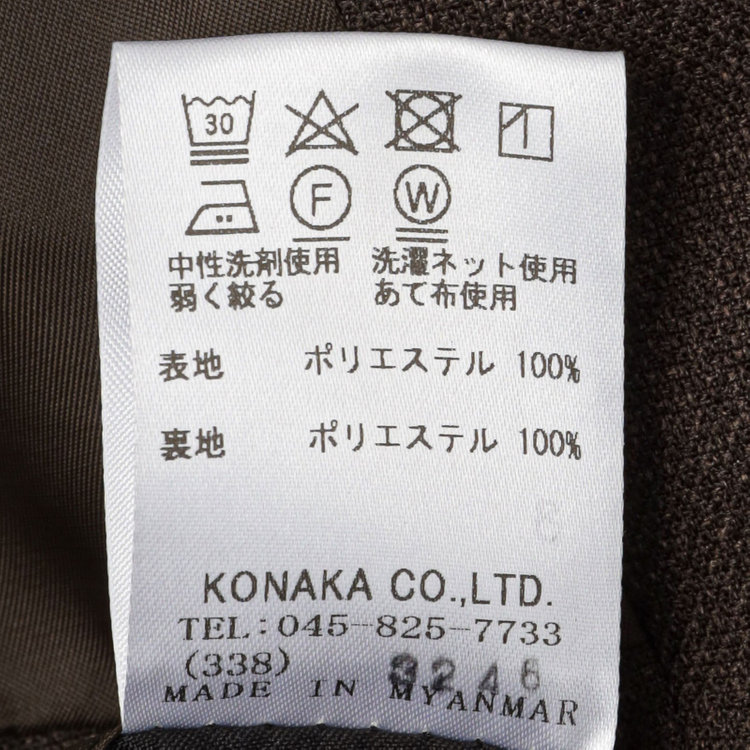 30
F W
中性洗剤使用 洗濯ネット使用
弱く絞る あて布使用
表地 ポリエステル 100%
裏地 ポリエステル 100%
6
KONAKA CO.,LTD.
TEL:045-825-7733
(338) 3246
MADE IN MYANMAR